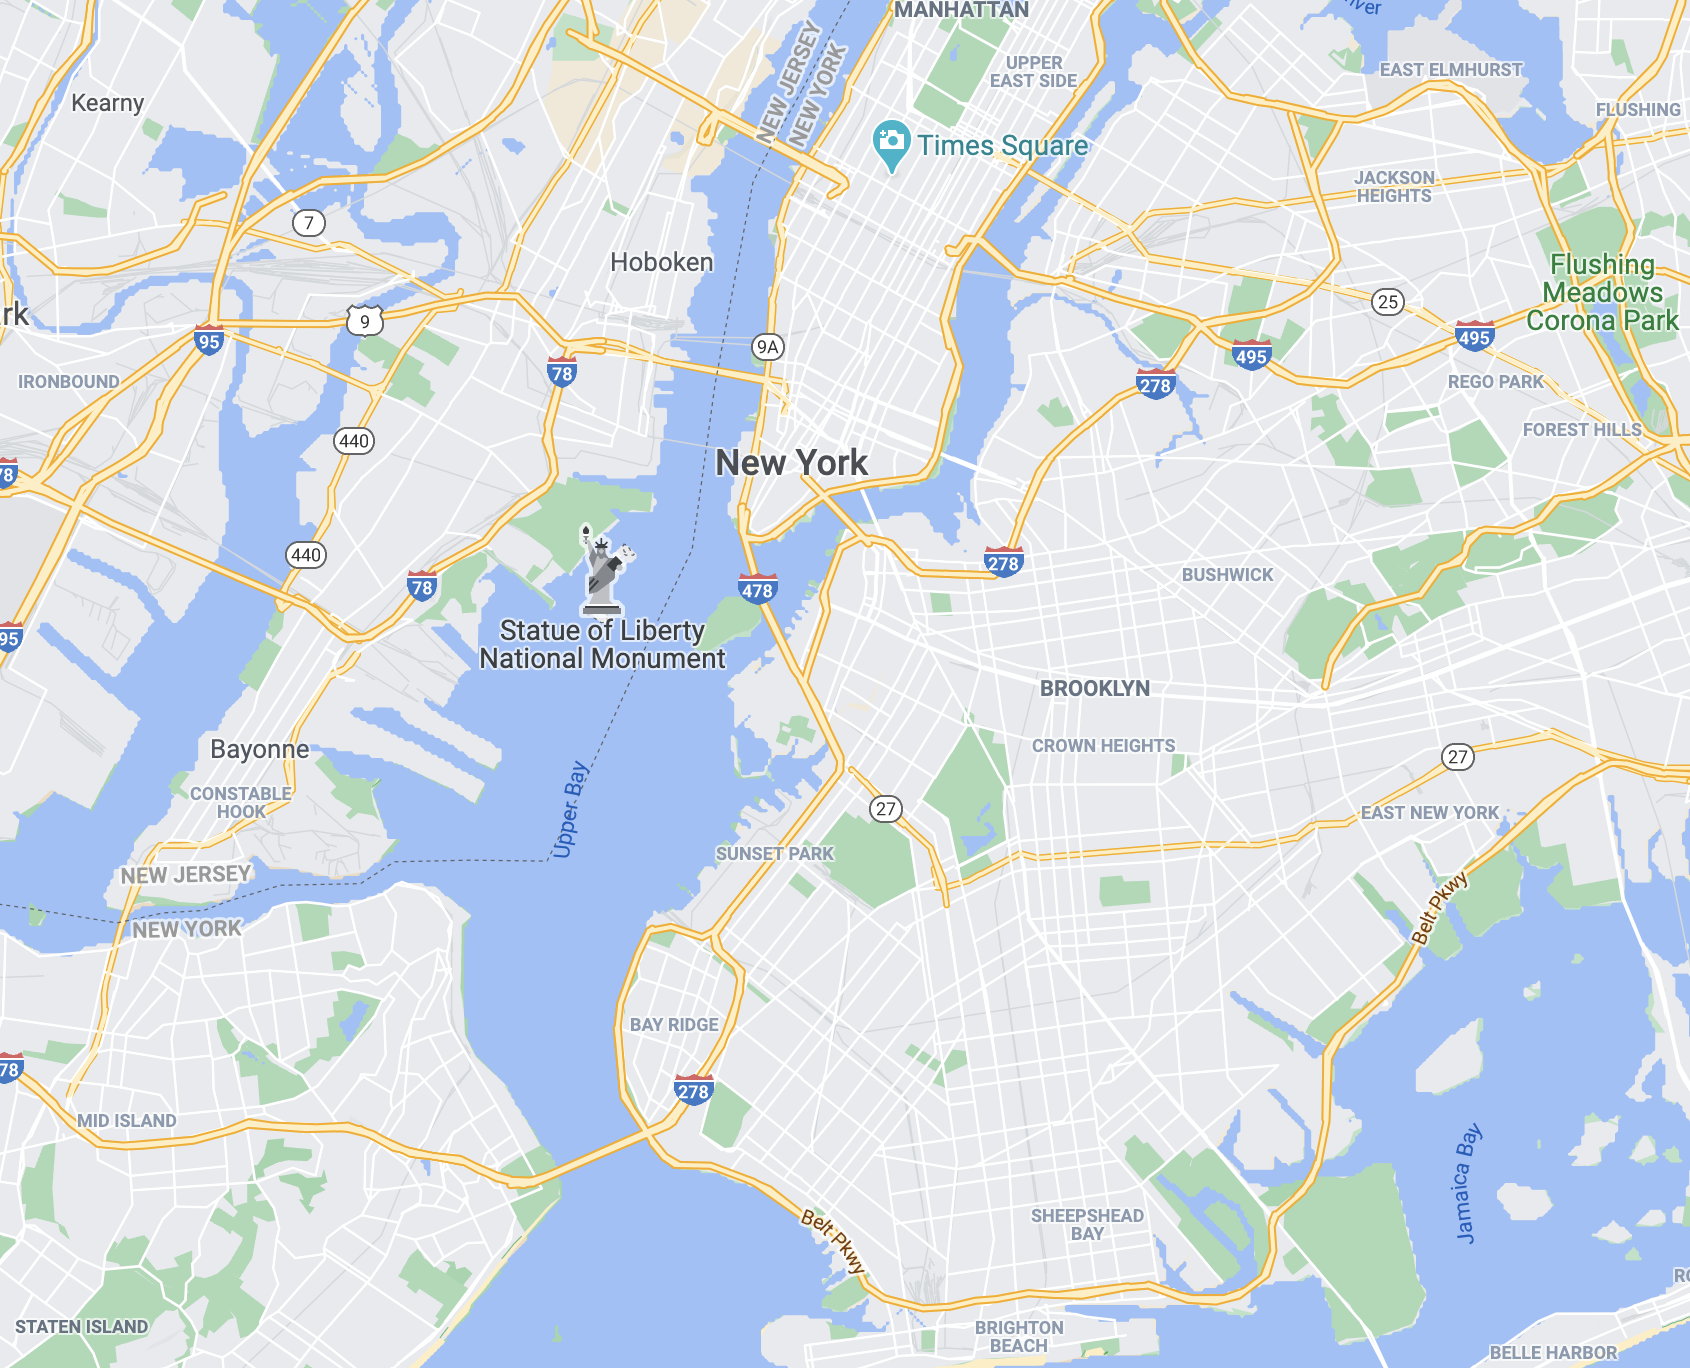 MANHATTAN
River
UPPER
EAST SIDE
EAST ELMHURST
Kearny
NEW JERSEY
NEW YORK
FLUSHING
Times Square
JACKSON
HEIGHTS
7
Hoboken
Flushing
Meadows
Corona Park
25
rk
9
95
9A
495
495
78
278
IRONBOUND
REGO PARK
440
FOREST HILLS
New York
78
440
278
BUSHWICK
78
478
95
Statue of Liberty
National Monument
BROOKLYN
Bayonne
CROWN HEIGHTS
27
CONSTABLE
HOOK
Upper Bay
27
EAST NEW YORK
SUNSET PARK
NEW JERSEY
NEW YORK
Belt Pkwy
BAY RIDGE
78
278
MID ISLAND
Jamaica Bay
SHEEPSHEAD
BAY
Belt Pkwy
RO
STATEN ISLAND
BRIGHTON
BEACH
BELLE HARBOR